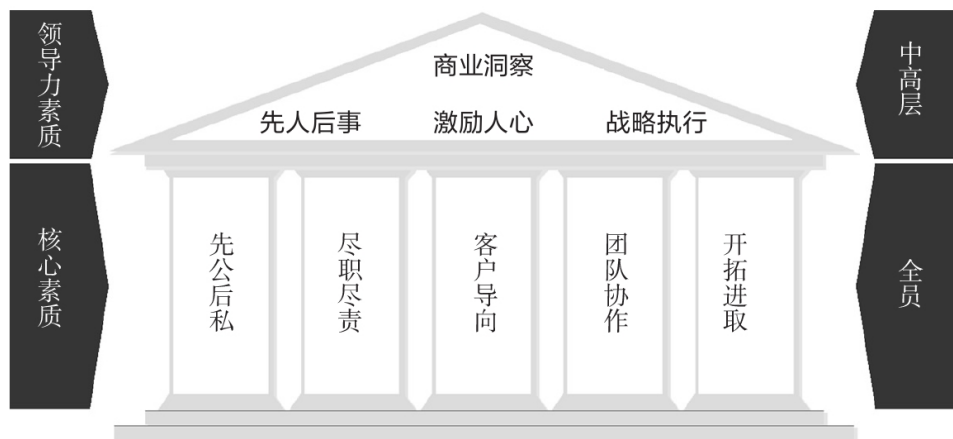 领导力素质
商业洞察
中高层
先人后事 激励人心 战略执行
核心素质
先公后私
尽职尽责
客户导向
团队协作
开拓进取
全员